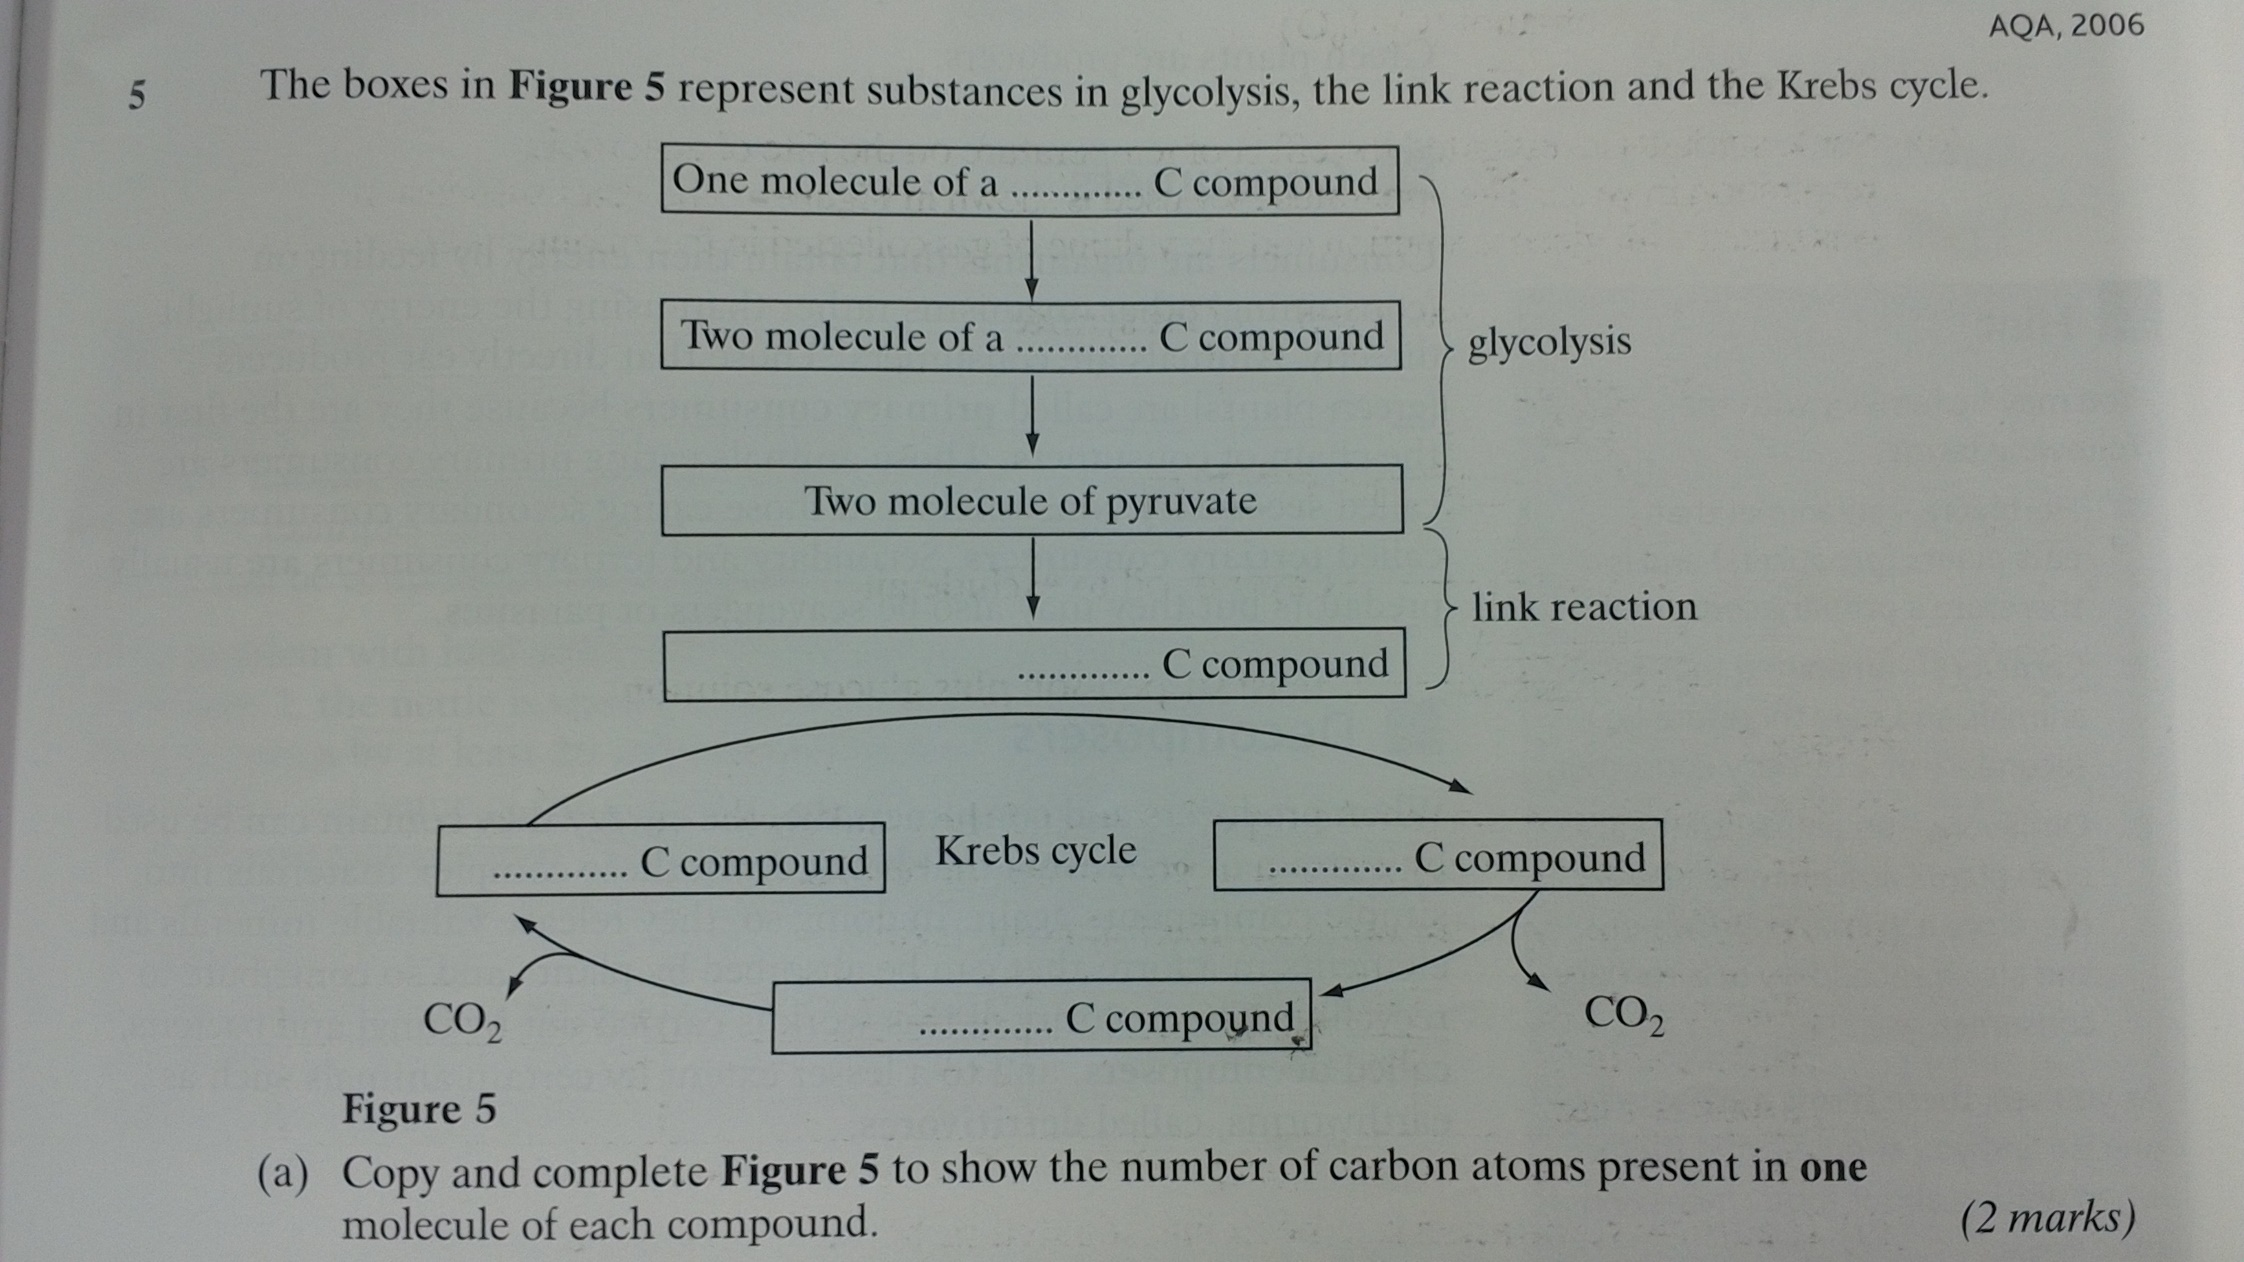 AQA, 2006
5 The boxes in Figure 5 represent substances in glycolysis, the link reaction and the Krebs cycle.
One molecule of a ............. C compound
Two molecule of a ............. C compound
glycolysis
Two molecule of pyruvate
link reaction
............. C compound
............. C compound
Krebs cycle
............. C compound
CO2
............. C compound
CO2
Figure 5
(a) Copy and complete Figure 5 to show the number of carbon atoms present in one
molecule of each compound.
(2 marks)